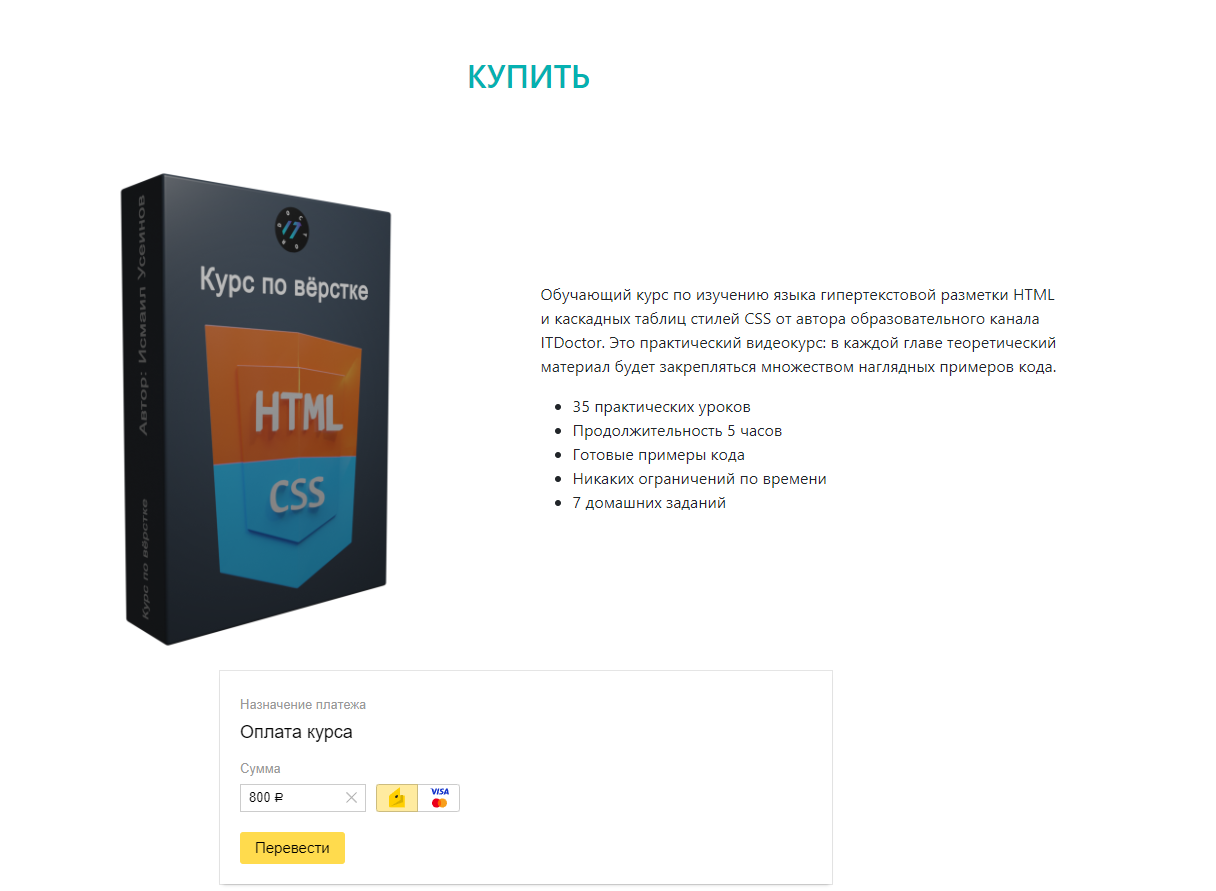 КУПИТЬ
Курс по вёрстке
HTML
CSS
Автор: Исмаил Усеинов
Курс по вёрстке
Обучающий курс по изучению языка гипертекстовой разметки HTML
и каскадных таблиц стилей CSS от автора образовательного канала
ITDoctor. Это практический видеокурс: в каждой главе теоретический
материал будет закрепляться множеством наглядных примеров кода.
35 практических уроков
Продолжительность 5 часов
Готовые примеры кода
Никаких ограничений по времени
7 домашних заданий
Назначение платежа
Оплата курса
Сумма
800 ₽
VISA
Перевести